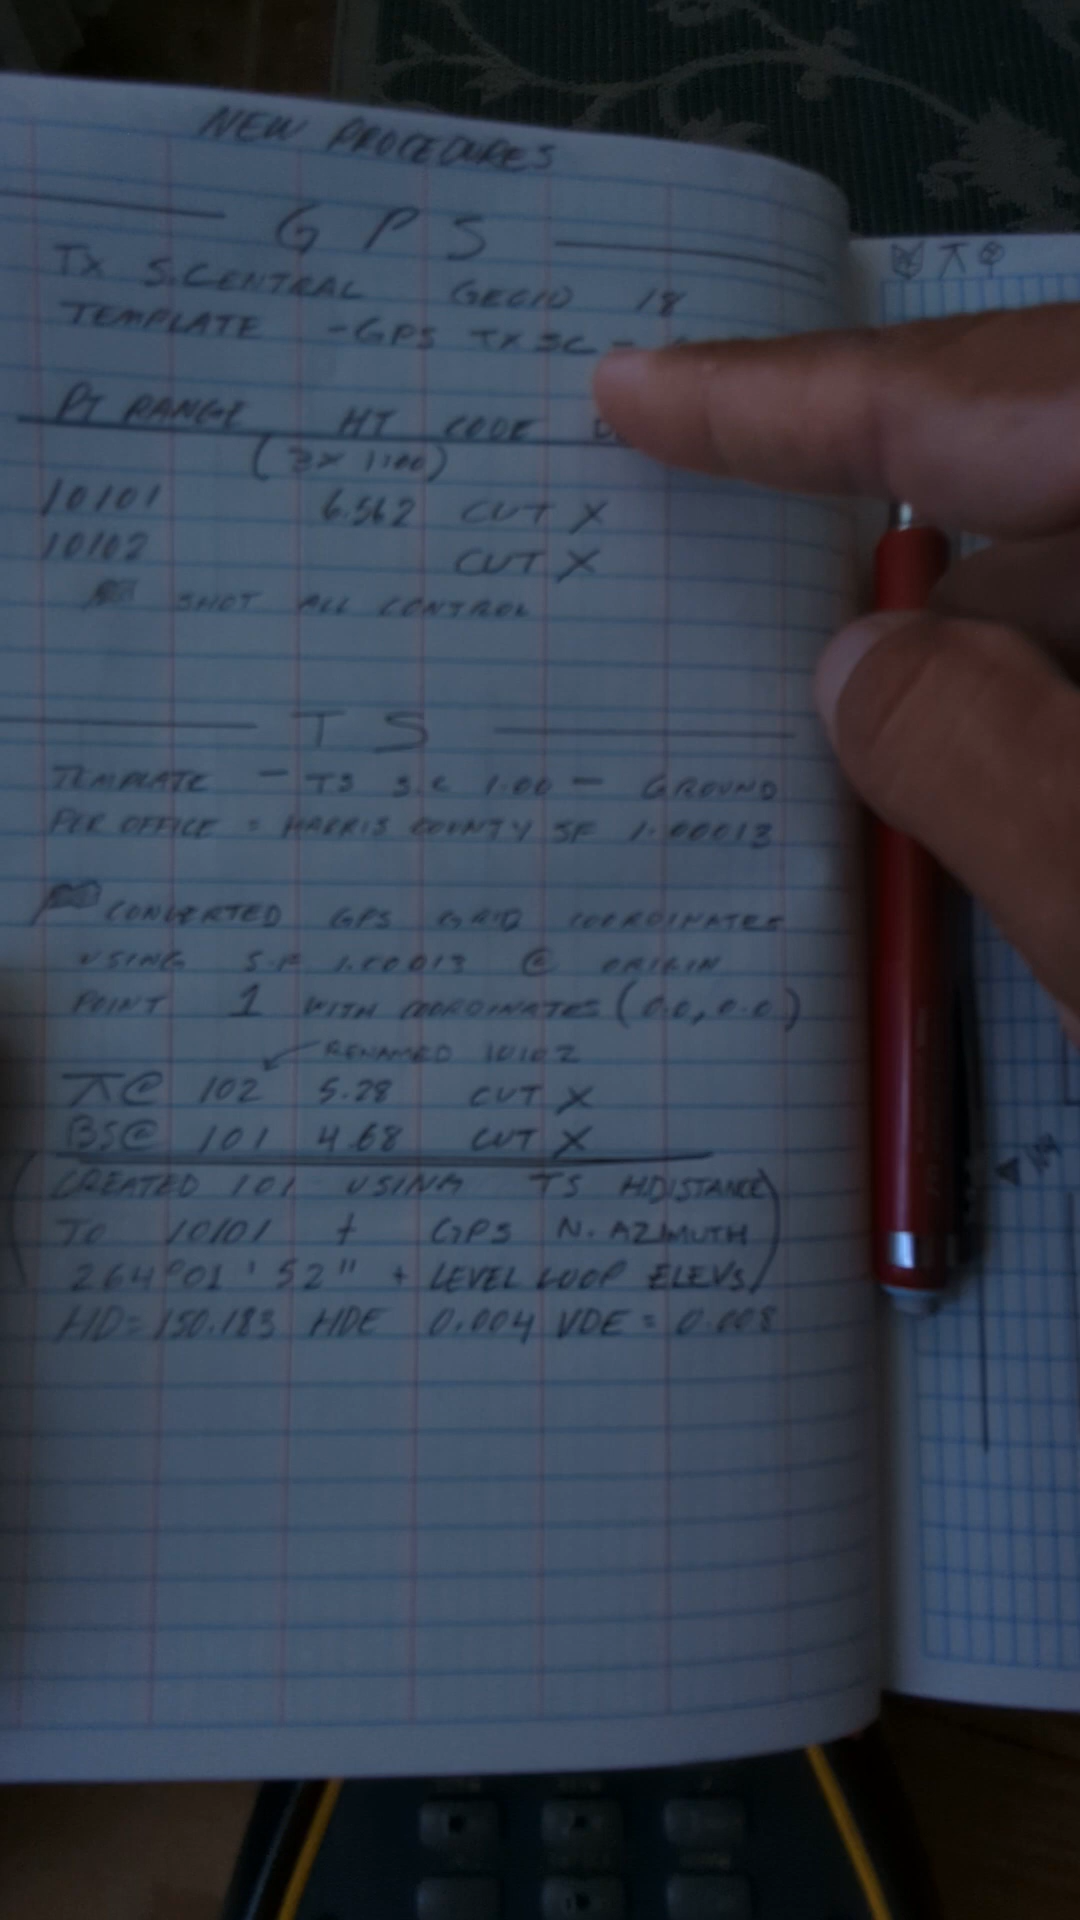 NEW PROCEDURES
GPS
TX S.CENTRAL GEOID 18
TEMPLATE - GPS TX SC -
PT RANGE HT CODE
(3x 1:00)
10101 6.562 CUT X
10102 CUT X
SHOT ALL CONTROL
TS
TEMPLATE - TS S.C 1.00 - GROUND
PER OFFICE = HARRIS COUNTY SF 1.00013
CONVERTED GPS GRID COORDINATES
USING S.F 1.00013 @ ORIGIN
POINT 1 WITH COORDINATES (0.0, 0.0)
RENAMED 10102
⊼@ 102 5.28 CUT X
BS@ 101 4.68 CUT X
(CREATED 101 USING TS H.DISTANCE
TO 10101 + GPS N. AZIMUTH
264°01'52" + LEVEL LOOP ELEVS)
HD=150.183 HDE 0.004 VDE = 0.008